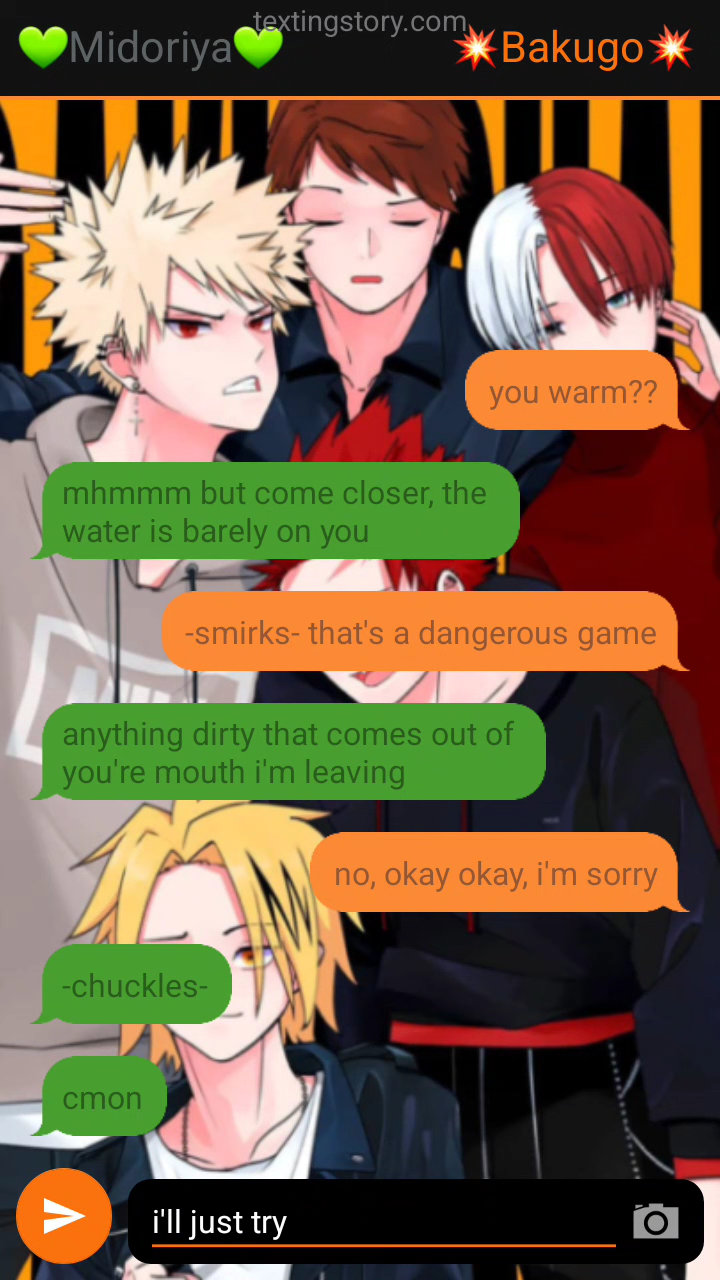 textingstory.com
💚Midoriya💚
💥Bakugo💥
you warm??
mhmmm but come closer, the
water is barely on you
-smirks- that's a dangerous game
anything dirty that comes out of
you're mouth i'm leaving
no, okay okay, i'm sorry
-chuckles-
cmon
i'll just try